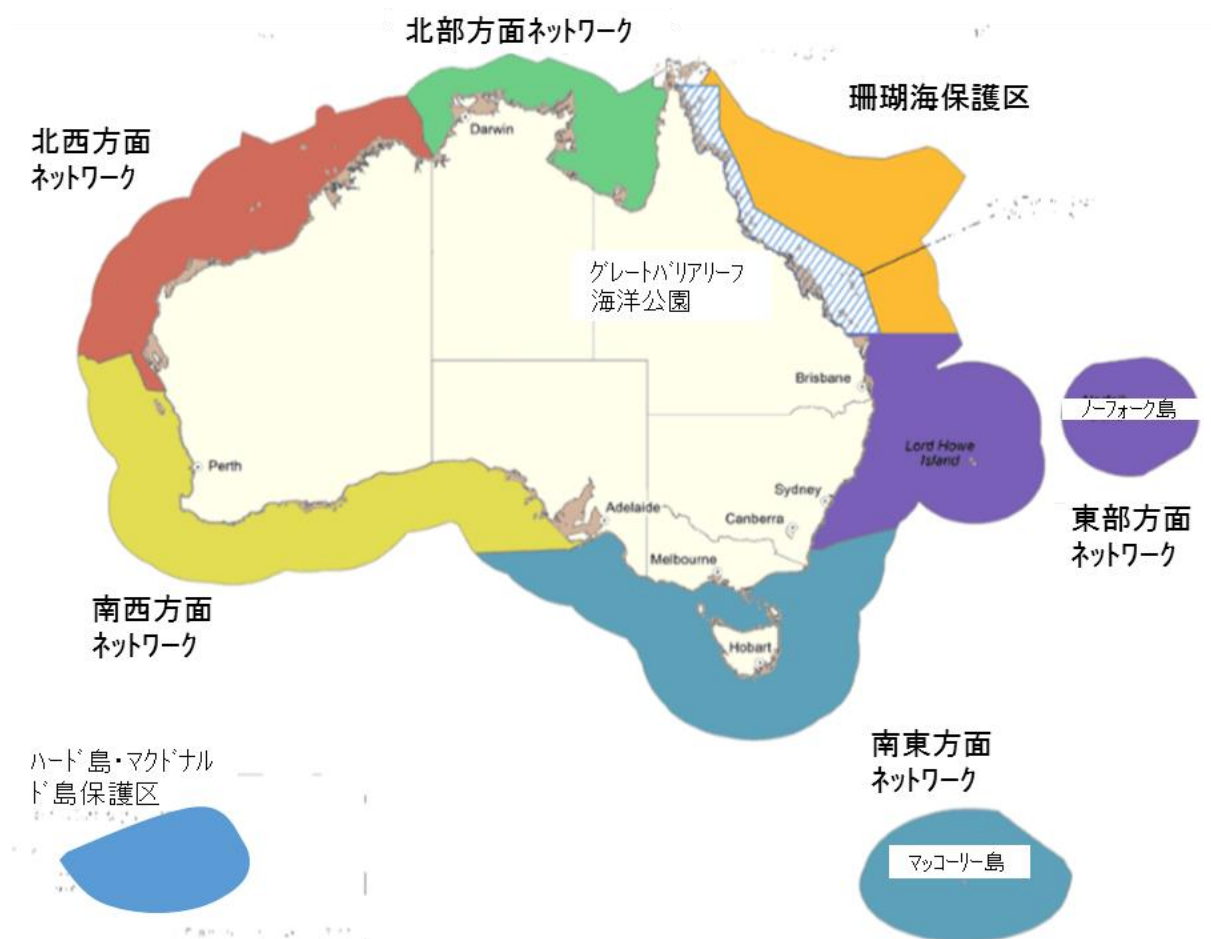 北部方面ネットワーク
珊瑚海保護区
北西方面
ネットワーク
Darwin
グレートバリアリーフ
海洋公園
Brisbane
ノーフォーク島
Lord Howe
Island
Perth
Sydney
Adelaide
Canberra
東部方面
ネットワーク
Melbourne
南西方面
ネットワーク
Hobart
南東方面
ネットワーク
ハード島・マクドナル
ド島保護区
マッコーリー島